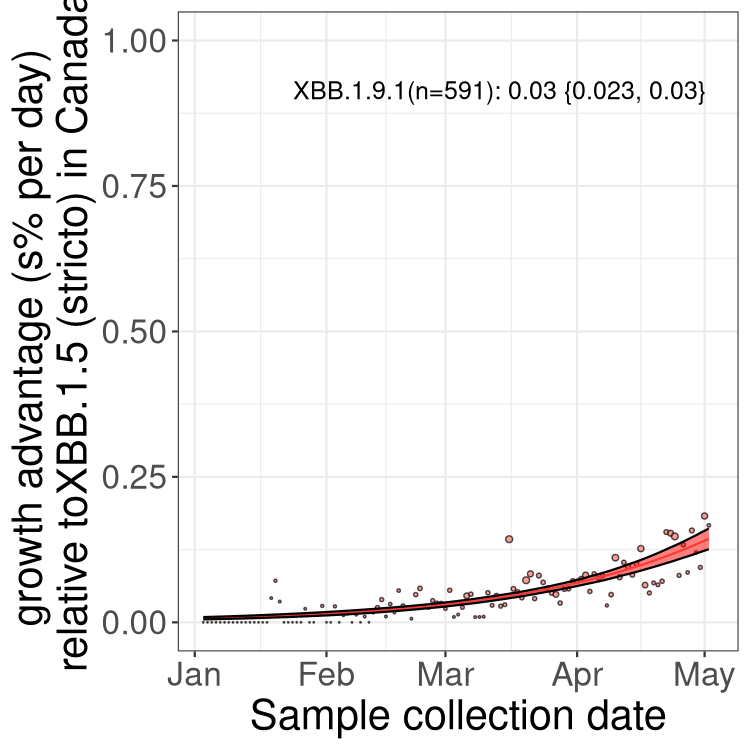 growth advantage (s% per day)
relative toXBB.1.5 (stricto) in Canada
1.00
0.75
0.50
0.25
0.00
XBB.1.9.1(n=591): 0.03 {0.023, 0.03}
Jan Feb Mar Apr May
Sample collection date